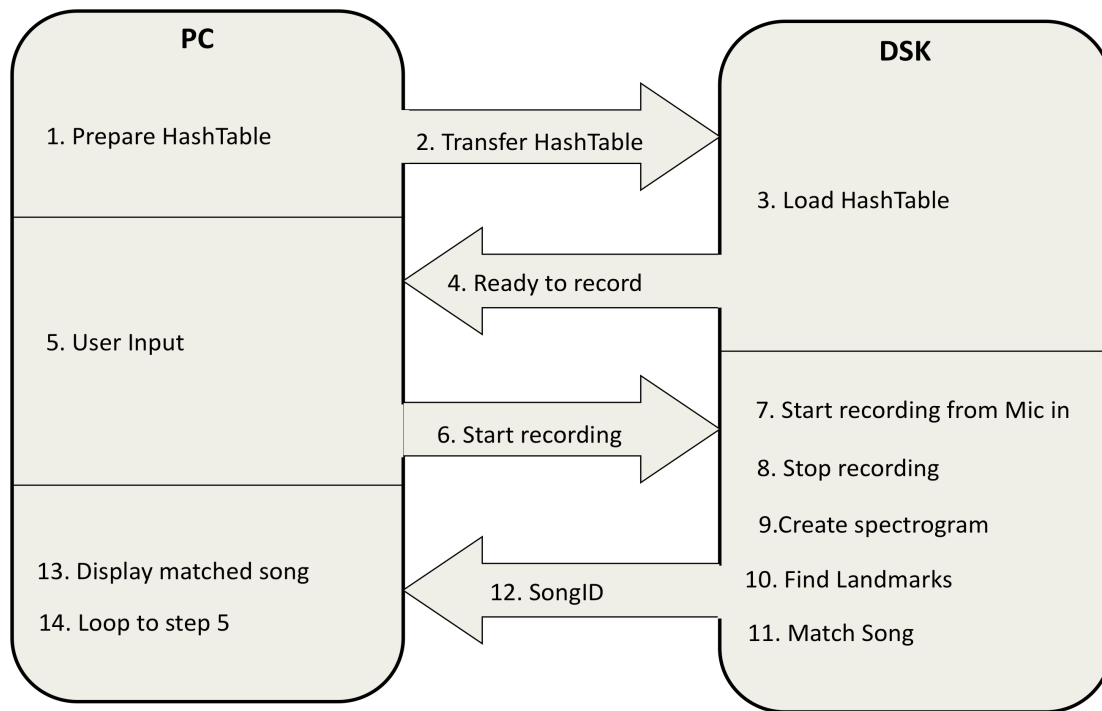 PC
DSK
1. Prepare HashTable
2. Transfer HashTable
3. Load HashTable
4. Ready to record
5. User Input
6. Start recording
7. Start recording from Mic in
8. Stop recording
9.Create spectrogram
10. Find Landmarks
11. Match Song
12. SongID
13. Display matched song
14. Loop to step 5